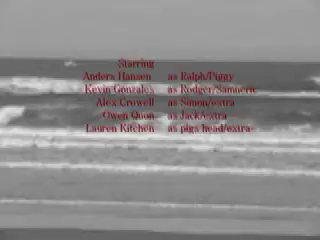 Starring
Anders Hansen as Ralph/Piggy
Kevin Gonzalex as Rodger/Samneric
Alex Crowell as Simon/extra
Owen Quon as Jack/extra
Lauren Kitchen as pigs head/extra